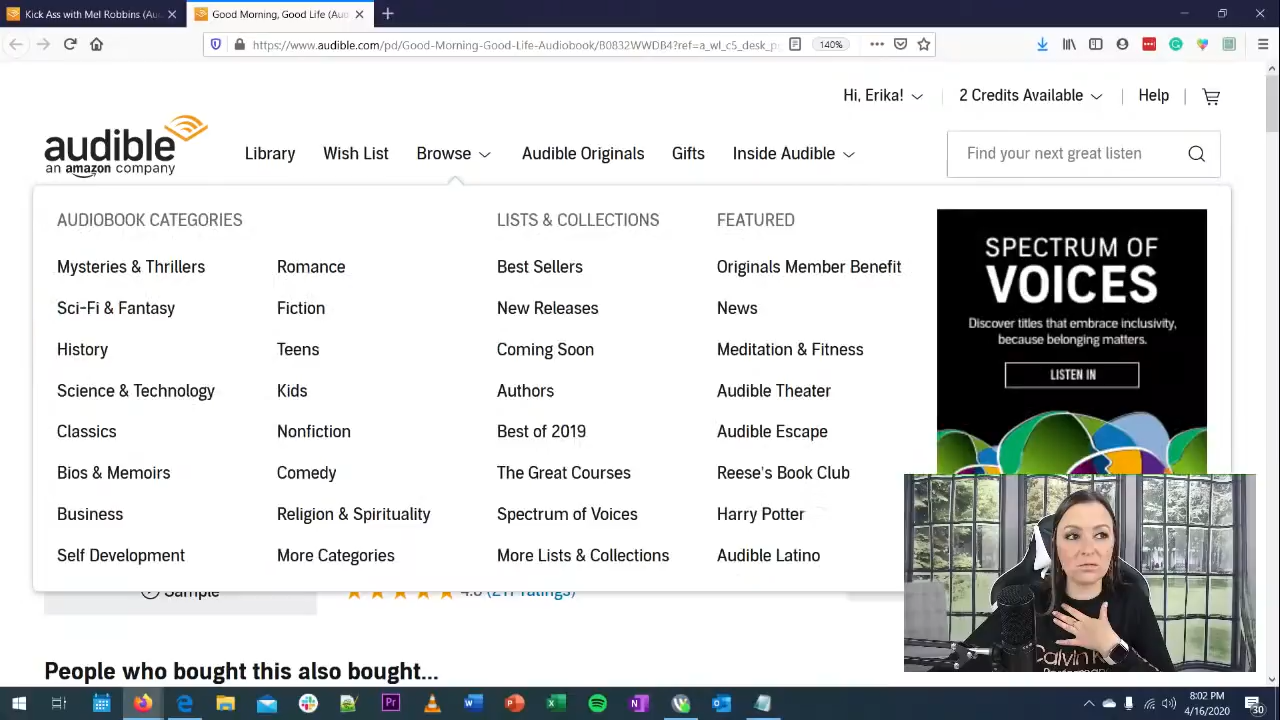 Kick Ass with Mel Robbins (Au
Good Morning, Good Life (Au
https://www.audible.com/pd/Good-Morning-Good-Life-Audiobook/B0832WWDB4?ref=a_wl_c5_desk_p
140%
Hi, Erika!
2 Credits Available
Help
audible
an amazon company
Library
Wish List
Browse
Audible Originals
Gifts
Inside Audible
Find your next great listen
AUDIOBOOK CATEGORIES
Mysteries & Thrillers
Sci-Fi & Fantasy
History
Science & Technology
Classics
Bios & Memoirs
Business
Self Development
Romance
Fiction
Teens
Kids
Nonfiction
Comedy
Religion & Spirituality
More Categories
LISTS & COLLECTIONS
Best Sellers
New Releases
Coming Soon
Authors
Best of 2019
The Great Courses
Spectrum of Voices
More Lists & Collections
FEATURED
Originals Member Benefit
News
Meditation & Fitness
Audible Theater
Audible Escape
Reese's Book Club
Harry Potter
Audible Latino
SPECTRUM OF
VOICES
Discover titles that embrace inclusivity,
because belonging matters.
LISTEN IN
Sample
ratings)
People who bought this also bought...
8:02 PM
4/16/2020
30